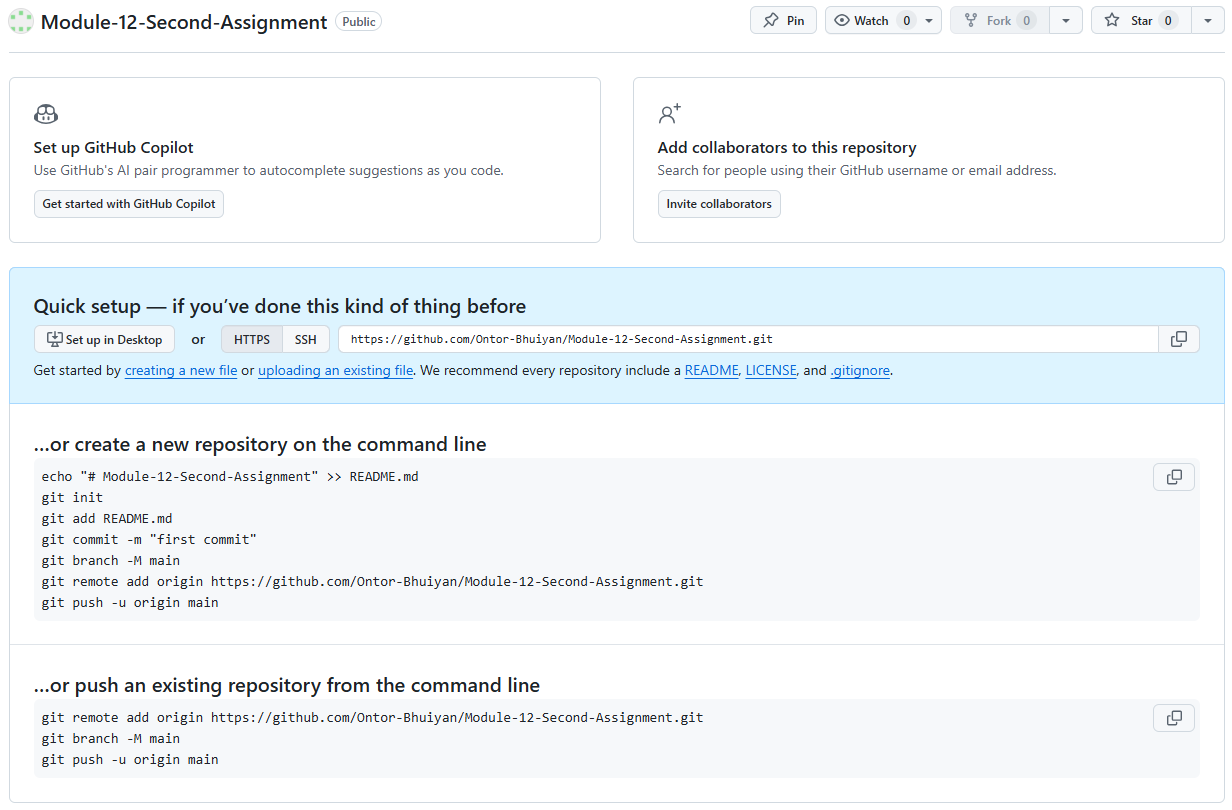 Module-12-Second-Assignment Public Pin Watch 0 Fork 0 Star 0
Set up GitHub Copilot
Use GitHub's AI pair programmer to autocomplete suggestions as you code.
Get started with GitHub Copilot
Add collaborators to this repository
Search for people using their GitHub username or email address.
Invite collaborators
Quick setup — if you’ve done this kind of thing before
Set up in Desktop or HTTPS SSH https://github.com/Ontor-Bhuiyan/Module-12-Second-Assignment.git
Get started by creating a new file or uploading an existing file. We recommend every repository include a README, LICENSE, and .gitignore.
…or create a new repository on the command line
echo "# Module-12-Second-Assignment" >> README.md
git init
git add README.md
git commit -m "first commit"
git branch -M main
git remote add origin https://github.com/Ontor-Bhuiyan/Module-12-Second-Assignment.git
git push -u origin main
…or push an existing repository from the command line
git remote add origin https://github.com/Ontor-Bhuiyan/Module-12-Second-Assignment.git
git branch -M main
git push -u origin main